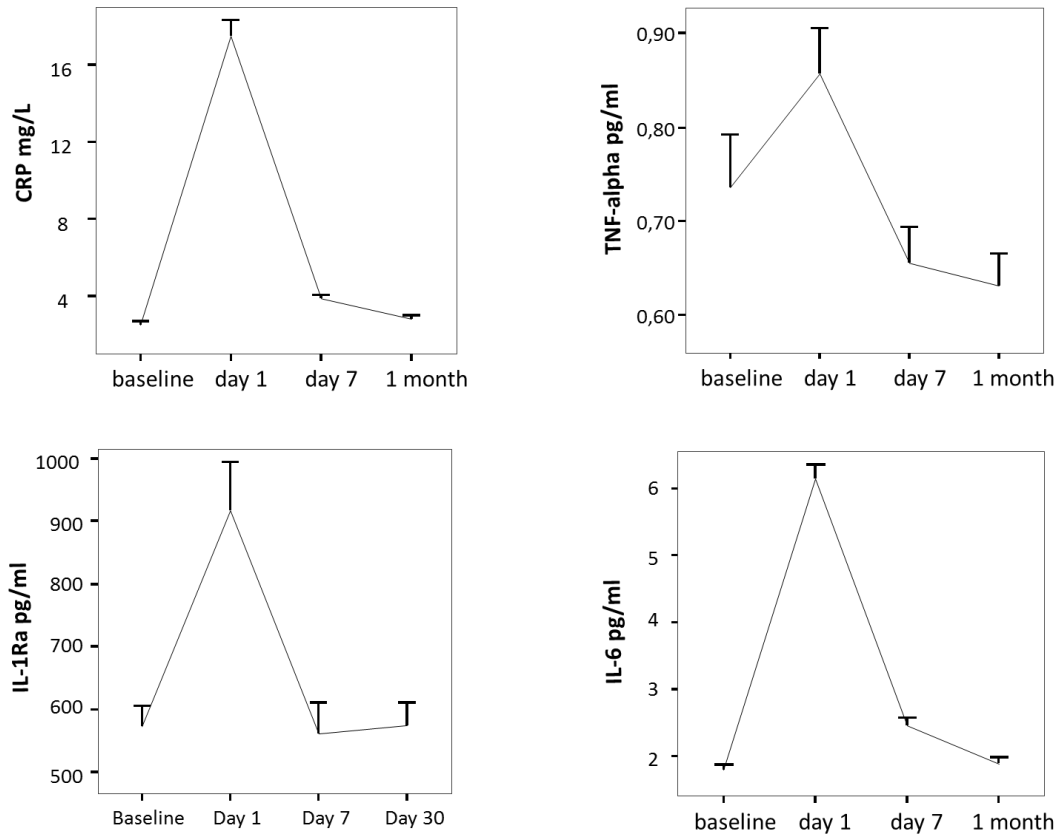 CRP mg/L
16
12
8
4
baseline day 1 day 7 1 month
TNF-alpha pg/ml
0,90
0,80
0,70
0,60
baseline day 1 day 7 1 month
IL-1Ra pg/ml
1000
900
800
700
600
500
Baseline Day 1 Day 7 Day 30
IL-6 pg/ml
6
5
4
3
2
baseline day 1 day 7 1 month